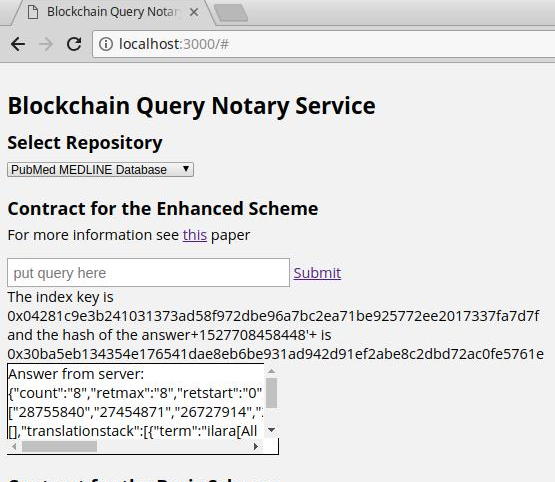 Blockchain Query Notar
localhost:3000/#
Blockchain Query Notary Service
Select Repository
PubMed MEDLINE Database
Contract for the Enhanced Scheme
For more information see this paper
put query here Submit
The index key is
0x04281c9e3b241031373ad58f972dbe96a7bc2ea71be925772ee2017337fa7d7f
and the hash of the answer+1527708458448'+ is
0x30ba5eb134354e176541dae8eb6be931ad942d91ef2abe8c2dbd72ac0fe5761e
Answer from server:
{"count":"8","retmax":"8","retstart":"0"
["28755840","27454871","26727914",":
[],"translationstack":[{"term":"ilara[All